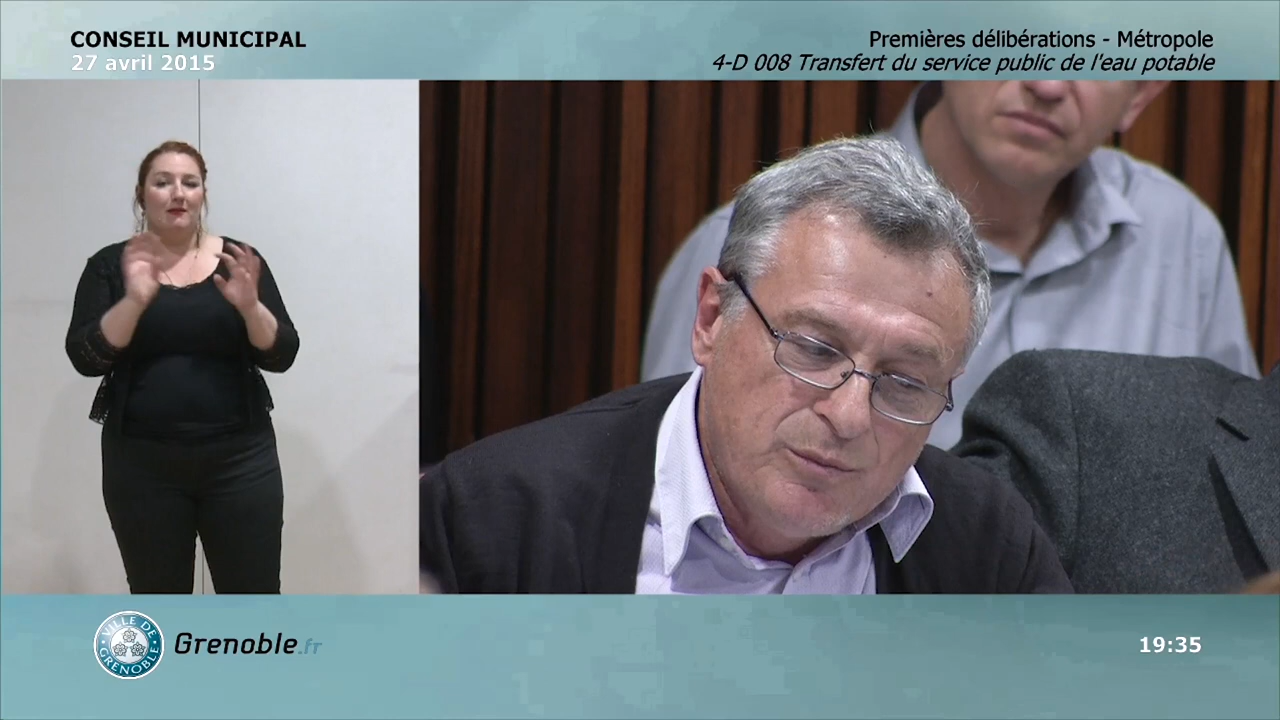 CONSEIL MUNICIPAL
27 avril 2015
Premières délibérations - Métropole
4-D 008 Transfert du service public de l'eau potable
VILLE DE GRENOBLE
Grenoble.fr
19:35